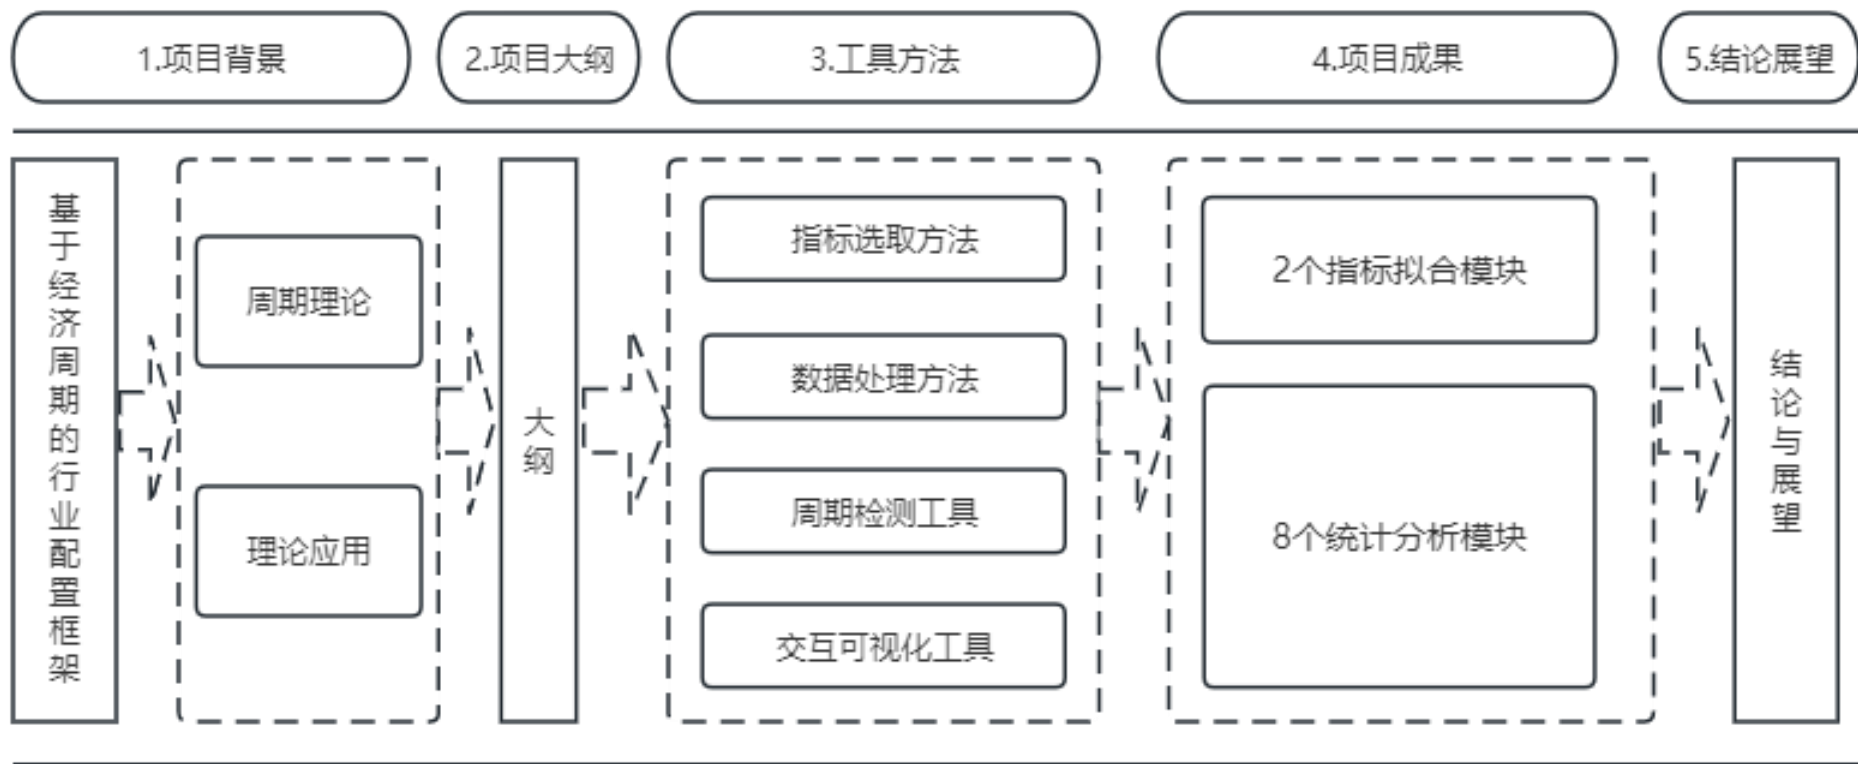 1.项目背景
2.项目大纲
3.工具方法
4.项目成果
5.结论展望
基于经济周期的行业配置框架
周期理论
理论应用
大纲
指标选取方法
数据处理方法
周期检测工具
交互可视化工具
2个指标拟合模块
8个统计分析模块
结论与展望